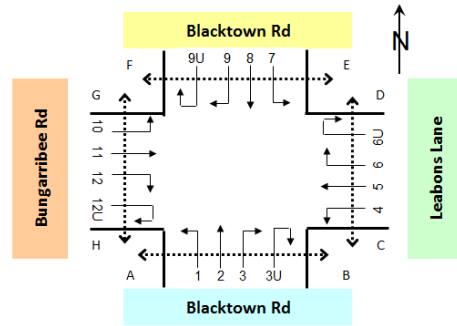 Blacktown Rd
N
F 9U 9 8 7 E
G D
Bungarribee Rd
10
11
12
12U
6U
6
5
4
Leabons Lane
H C
A 1 2 3 3U B
Blacktown Rd